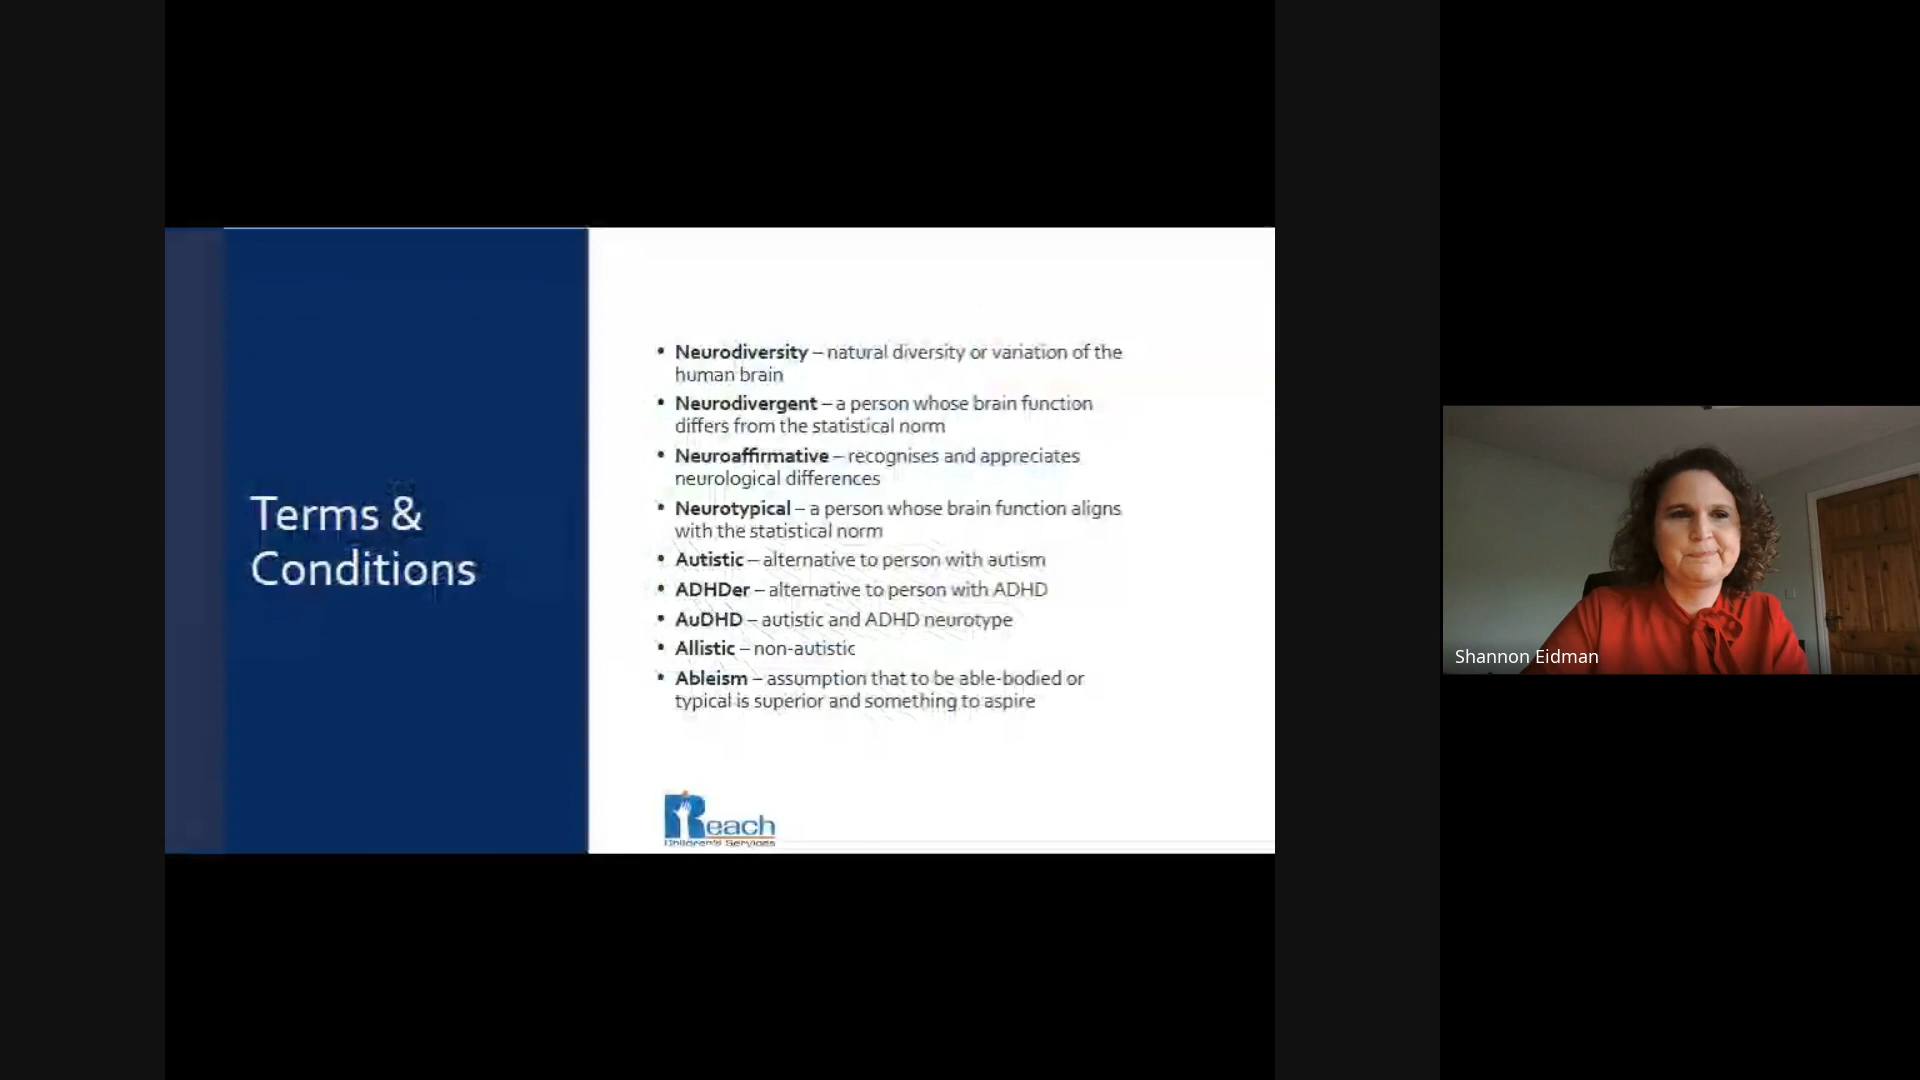 Terms &
Conditions
• Neurodiversity – natural diversity or variation of the
human brain
• Neurodivergent – a person whose brain function
differs from the statistical norm
• Neuroaffirmative – recognises and appreciates
neurological differences
• Neurotypical – a person whose brain function aligns
with the statistical norm
• Autistic – alternative to person with autism
• ADHDer – alternative to person with ADHD
• AuDHD – autistic and ADHD neurotype
• Allistic – non-autistic
• Ableism – assumption that to be able-bodied or
typical is superior and something to aspire
Reach
Children's Services
Shannon Eidman